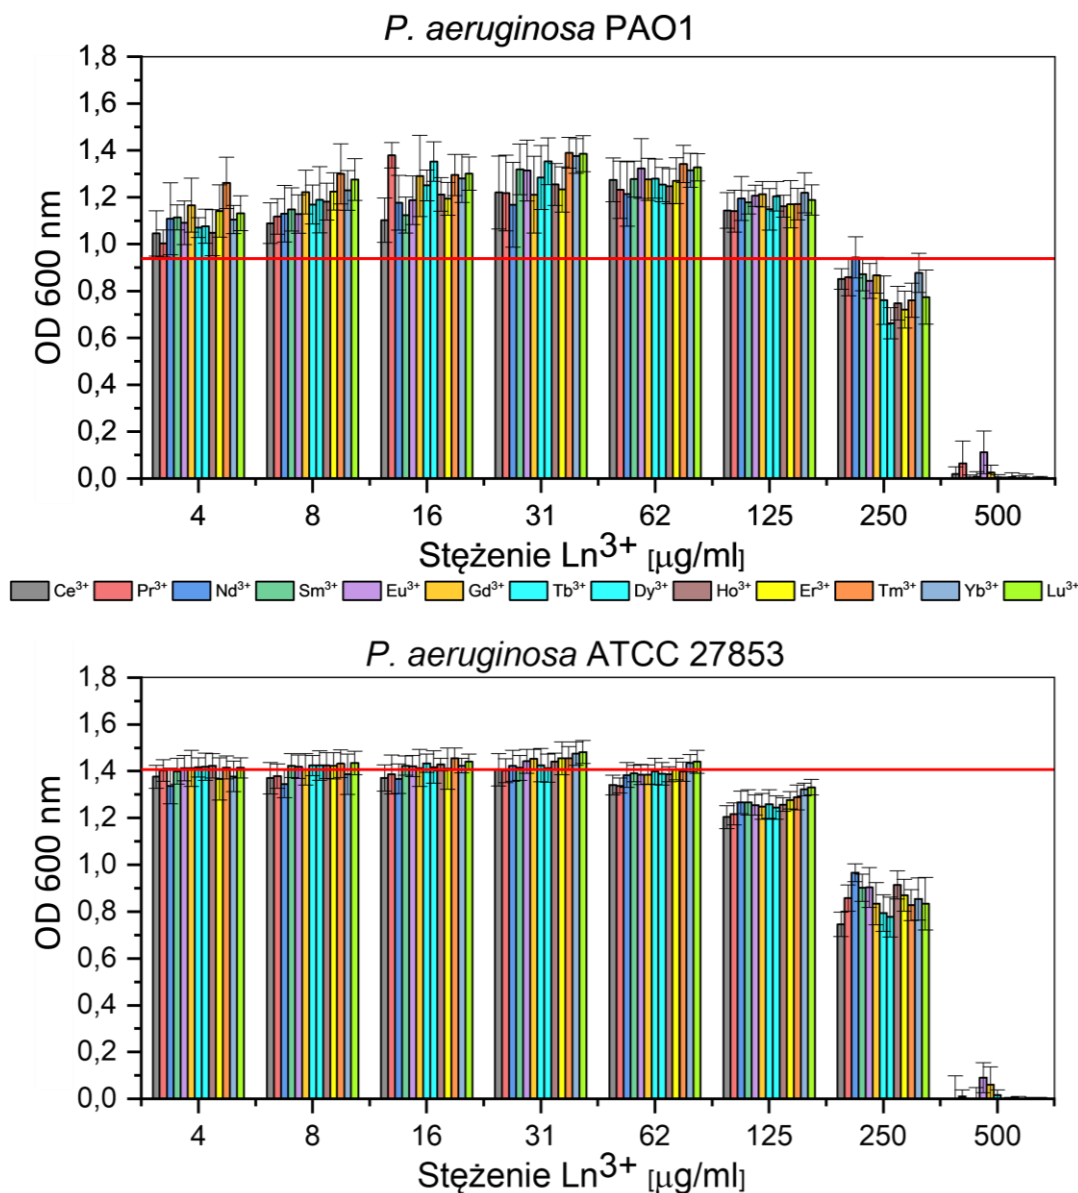 P. aeruginosa PAO1
1,8
1,6
1,4
1,2
1,0
0,8
0,6
0,4
0,2
0,0
OD 600 nm
4 8 16 31 62 125 250 500
Stężenie Ln³⁺ [μg/ml]
Ce³⁺ Pr³⁺ Nd³⁺ Sm³⁺ Eu³⁺ Gd³⁺ Tb³⁺ Dy³⁺ Ho³⁺ Er³⁺ Tm³⁺ Yb³⁺ Lu³⁺
P. aeruginosa ATCC 27853
1,8
1,6
1,4
1,2
1,0
0,8
0,6
0,4
0,2
0,0
OD 600 nm
4 8 16 31 62 125 250 500
Stężenie Ln³⁺ [μg/ml]